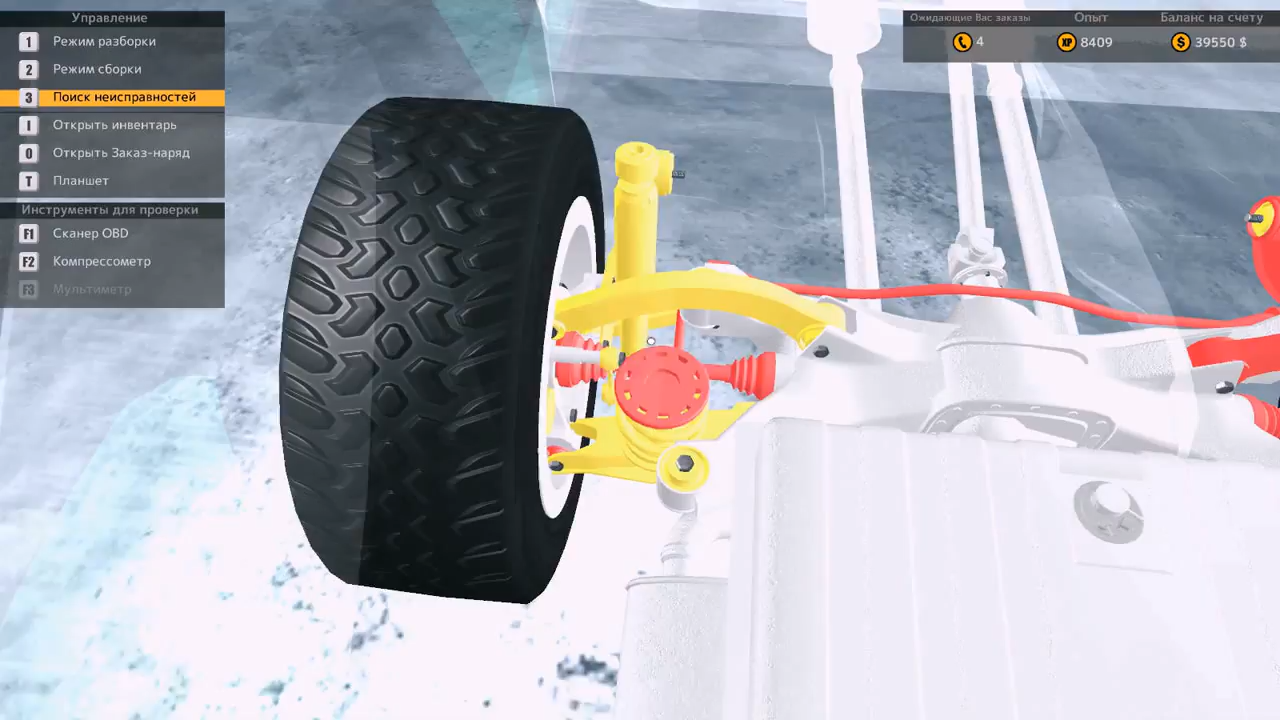 Управление
1 Режим разборки
2 Режим сборки
3 Поиск неисправностей
I Открыть инвентарь
O Открыть Заказ-наряд
T Планшет
Инструменты для проверки
F1 Сканер OBD
F2 Компрессометр
F3 Мультиметр
Ожидающие Вас заказы Опыт Баланс на счету
4 XP 8409 $ 39550 $